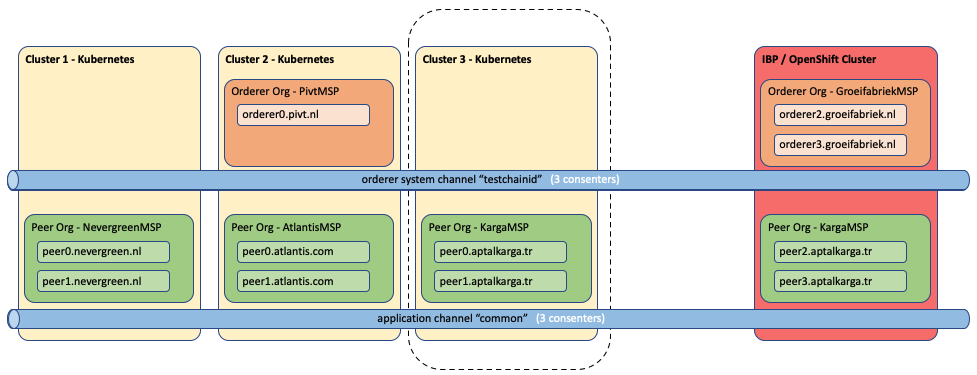 Cluster 1 - Kubernetes
Cluster 2 - Kubernetes
Cluster 3 - Kubernetes
IBP / OpenShift Cluster
Orderer Org - PivtMSP
orderer0.pivt.nl
Orderer Org - GroeifabriekMSP
orderer2.groeifabriek.nl
orderer3.groeifabriek.nl
orderer system channel “testchainid” (3 consenters)
Peer Org - NevergreenMSP
peer0.nevergreen.nl
peer1.nevergreen.nl
Peer Org - AtlantisMSP
peer0.atlantis.com
peer1.atlantis.com
Peer Org - KargaMSP
peer0.aptalkarga.tr
peer1.aptalkarga.tr
Peer Org - KargaMSP
peer2.aptalkarga.tr
peer3.aptalkarga.tr
application channel “common” (3 consenters)